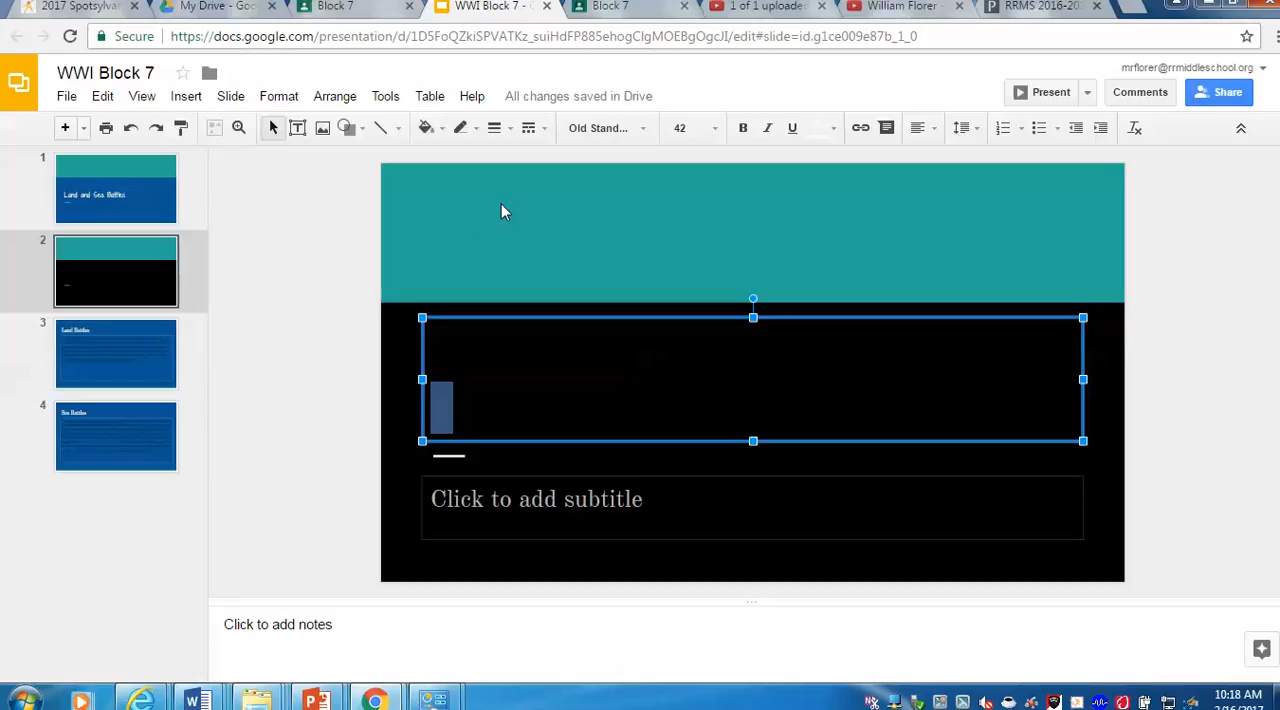 2017 Spotsylvan
My Drive - Goo
Block 7
WWI Block 7 - G
Block 7
1 of 1 uploaded
William Florer -
RRMS 2016-201
Secure
https://docs.google.com/presentation/d/1D5FoQZkiSPVATKz_suiHdFP885ehogClgMOEBgOgcJI/edit#slide=id.g1ce009e87b_1_0
WWI Block 7
mrflorer@rrmiddleschool.org
File Edit View Insert Slide Format Arrange Tools Table Help All changes saved in Drive
Present Comments Share
Old Stand... 42 B I U
1
Land and Sea Battles
2
3
Land Battles
4
Sea Battles
Click to add subtitle
Click to add notes
10:18 AM
2/16/2017